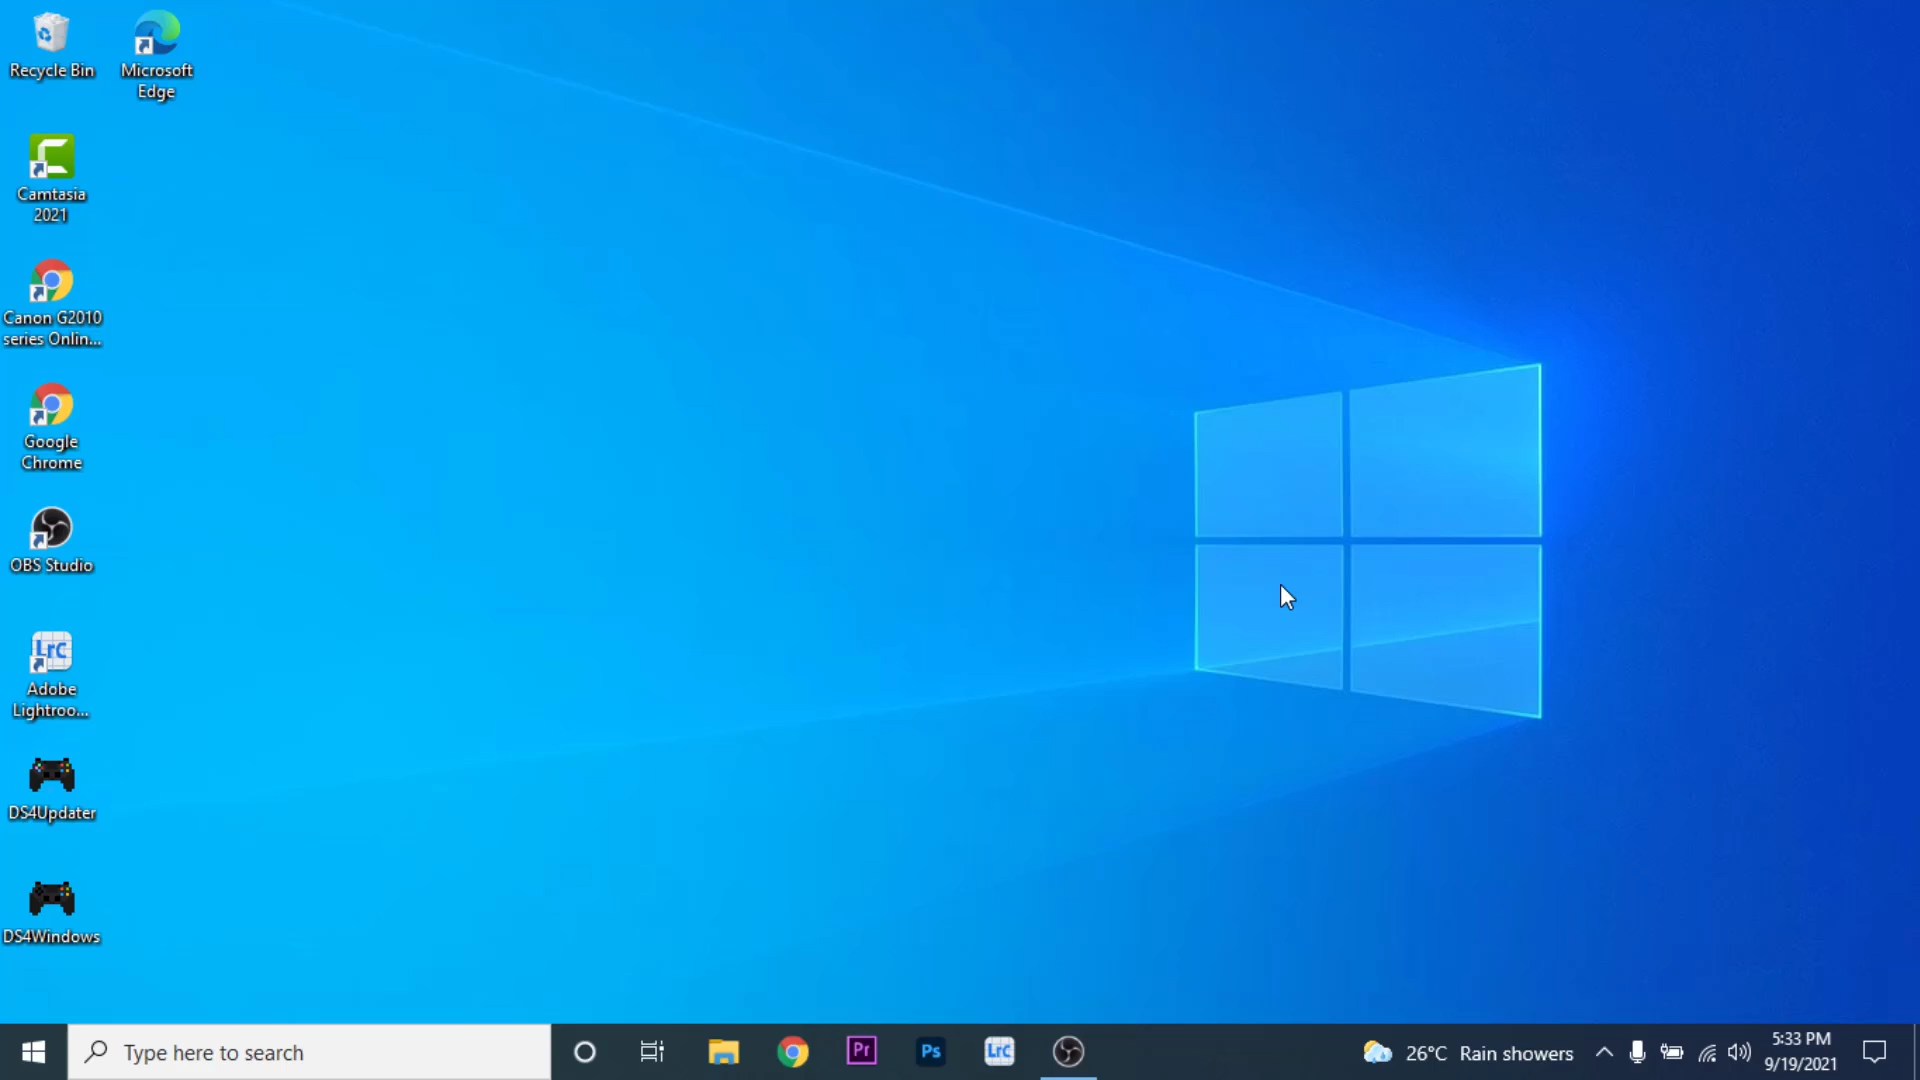 Recycle Bin
Microsoft
Edge
Camtasia
2021
Canon G2010
series Onlin...
Google
Chrome
OBS Studio
LrC
Adobe
Lightroo...
DS4Updater
DS4Windows
Type here to search
Pr
Ps
LrC
26°C Rain showers
5:33 PM
9/19/2021